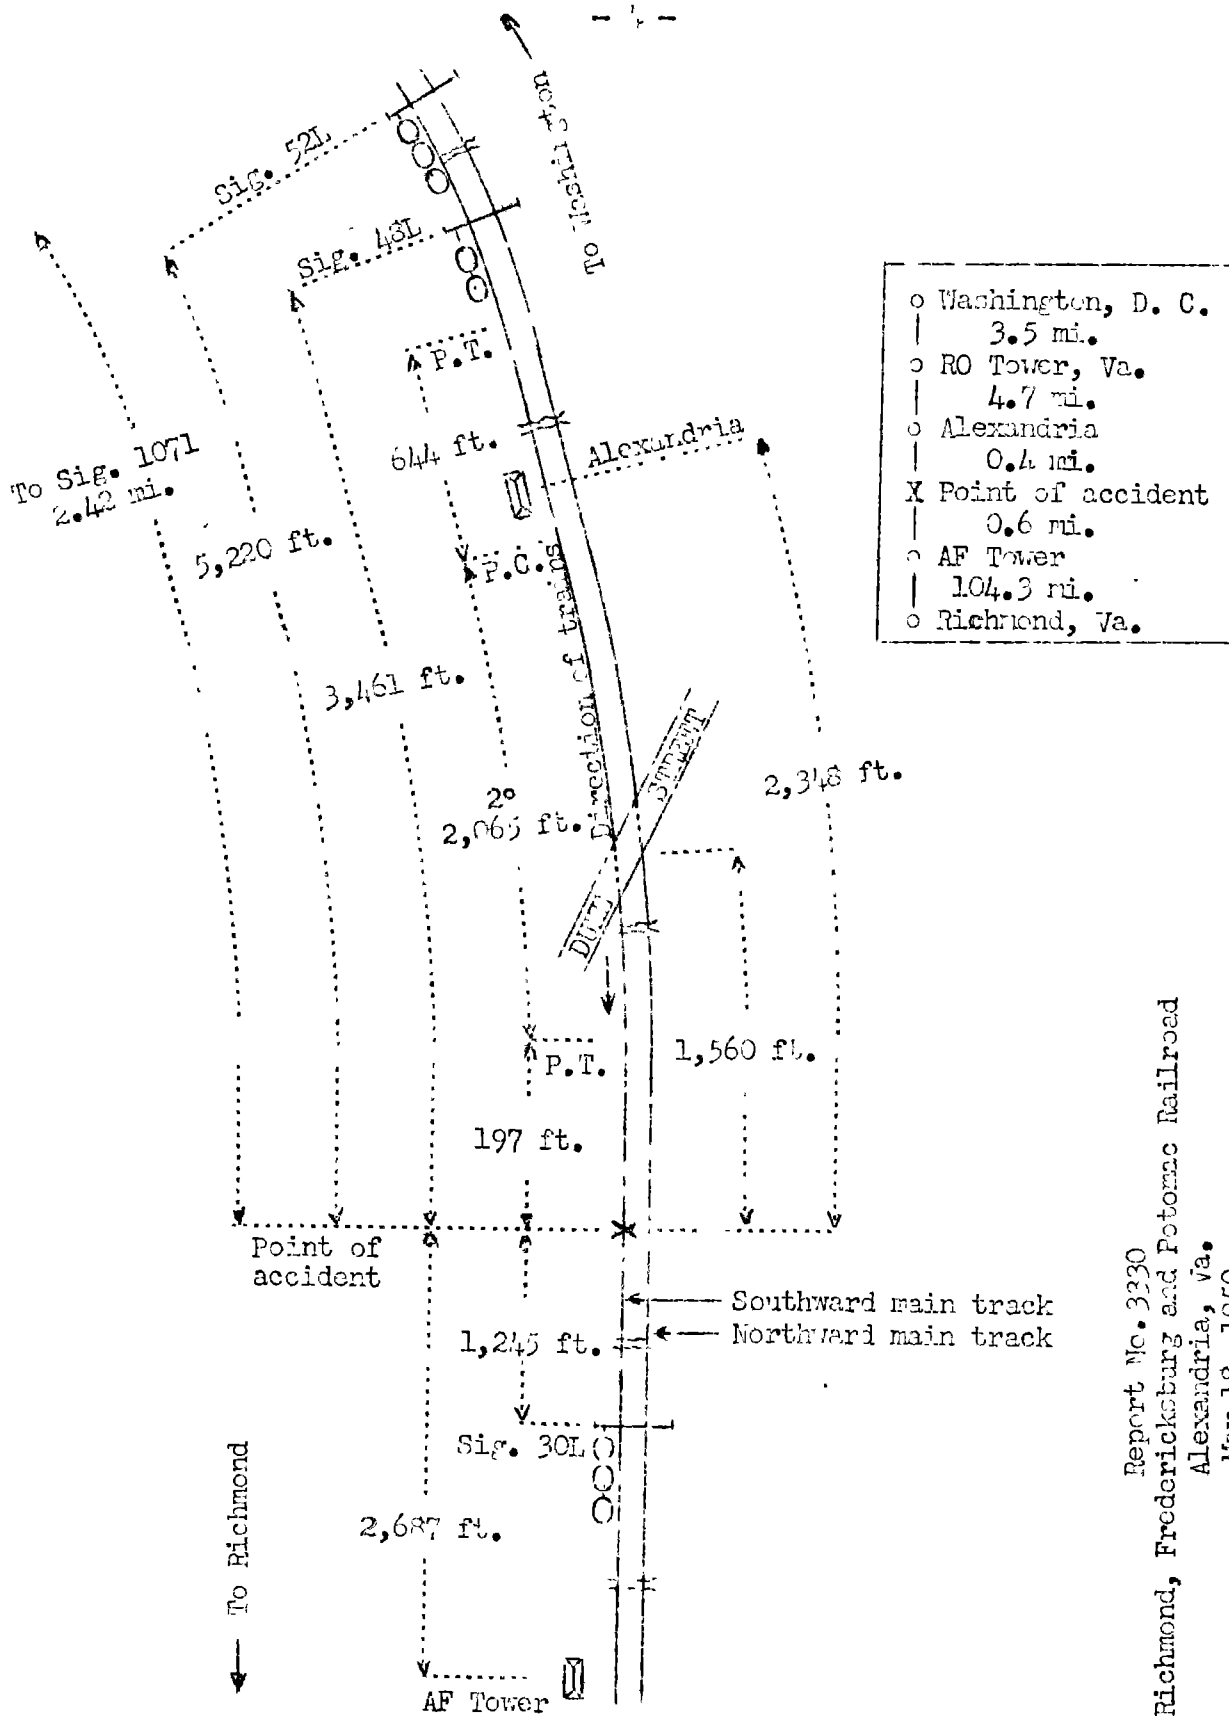 - 4 -
To Washington
Sig. 52L
Sig. 48L
P.T.
644 ft.
Alexandria
To Sig. 1071
2.42 mi.
5,220 ft.
P.C.
Direction of trains
3,461 ft.
2°
2,065 ft.
STREET
2,348 ft.
1,560 ft.
P.T.
197 ft.
Point of
accident
Southward main track
Northward main track
1,245 ft.
Sig. 30L
2,687 ft.
To Richmond
AF Tower
Washington, D. C.
3.5 mi.
RO Tower, Va.
4.7 mi.
Alexandria
0.4 mi.
X Point of accident
0.6 mi.
AF Tower
104.3 mi.
Richmond, Va.
Report No. 3330
Richmond, Fredericksburg and Potomac Railroad
Alexandria, Va.